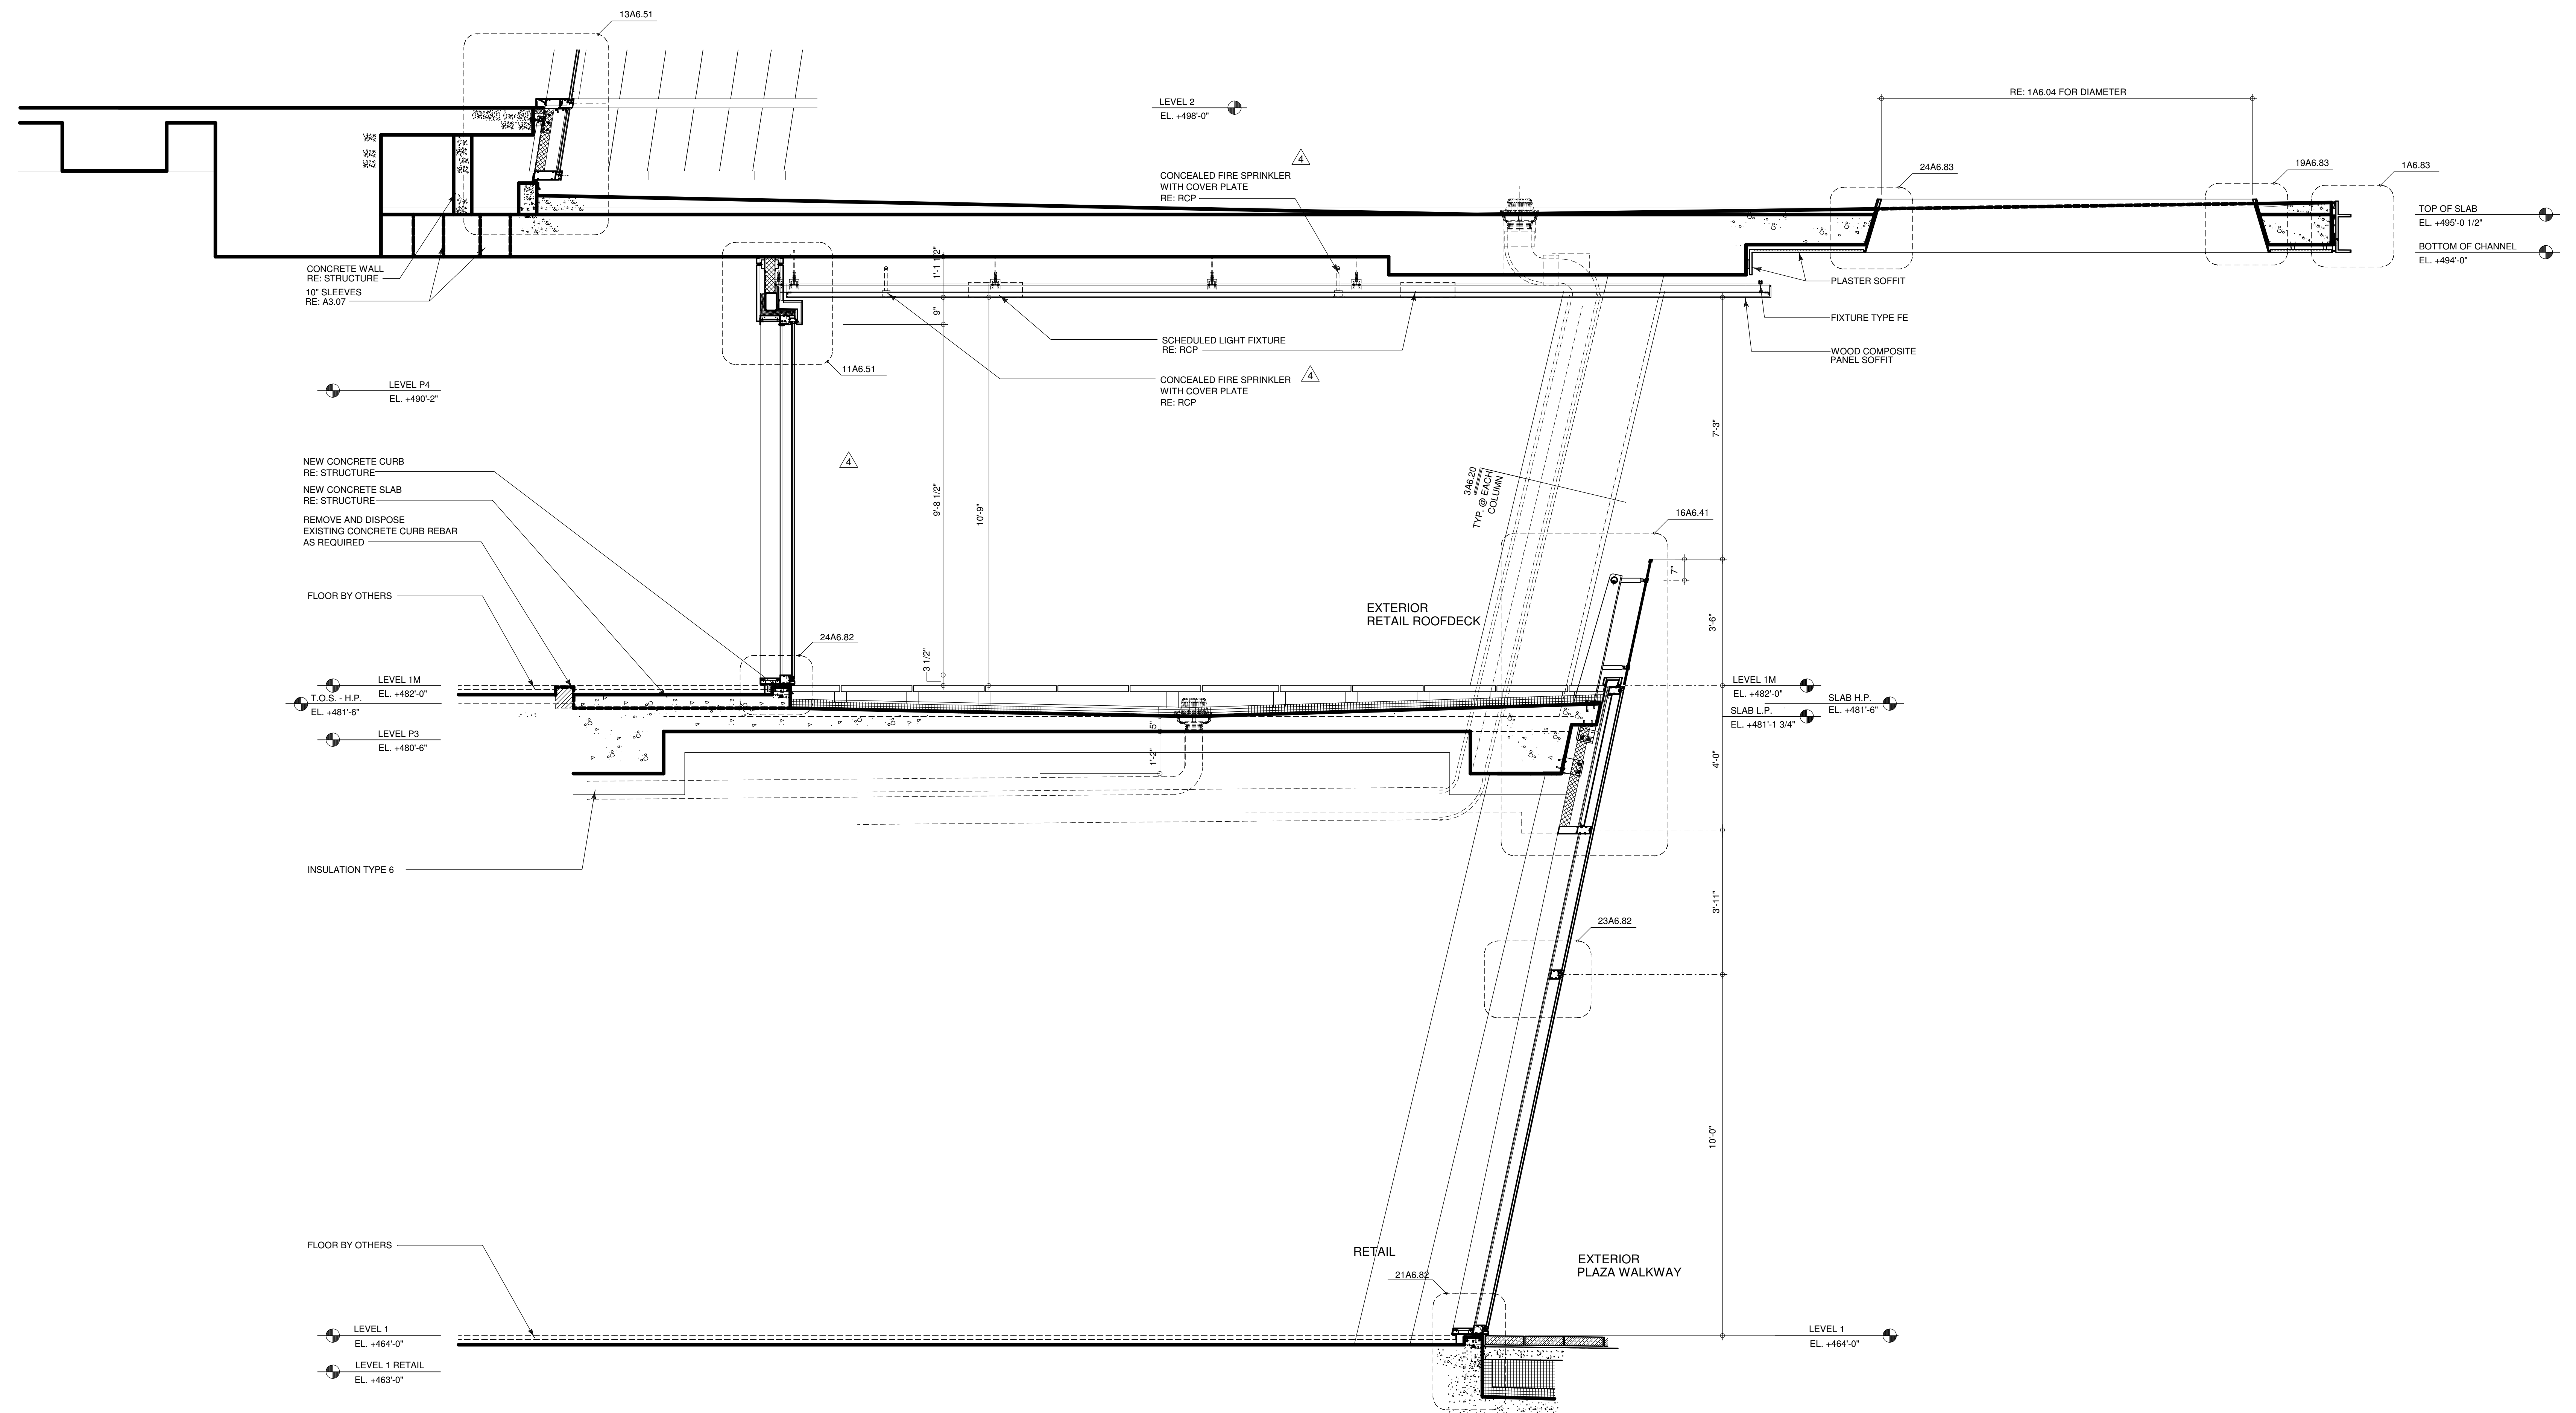 13A6.51
LEVEL 2
EL. +498'-0"
RE: 1A6.04 FOR DIAMETER
4
CONCEALED FIRE SPRINKLER
WITH COVER PLATE
RE: RCP
24A6.83
19A6.83
1A6.83
TOP OF SLAB
EL. +495'-0 1/2"
BOTTOM OF CHANNEL
EL. +494'-0"
CONCRETE WALL
RE: STRUCTURE
10" SLEEVES
RE: A3.07
1'-1 1/2"
9"
PLASTER SOFFIT
FIXTURE TYPE FE
WOOD COMPOSITE
PANEL SOFFIT
SCHEDULED LIGHT FIXTURE
RE: RCP
11A6.51
CONCEALED FIRE SPRINKLER
WITH COVER PLATE
RE: RCP
4
LEVEL P4
EL. +490'-2"
7'-3"
NEW CONCRETE CURB
RE: STRUCTURE
4
NEW CONCRETE SLAB
RE: STRUCTURE
REMOVE AND DISPOSE
EXISTING CONCRETE CURB REBAR
AS REQUIRED
9'-8 1/2"
10'-9"
3A6.20
TYP. @ EACH
COLUMN
16A6.41
7"
FLOOR BY OTHERS
EXTERIOR
RETAIL ROOFDECK
3'-6"
24A6.82
3 1/2"
LEVEL 1M
EL. +482'-0"
T.O.S. - H.P.
EL. +481'-6"
LEVEL P3
EL. +480'-6"
5"
1'-2"
LEVEL 1M
EL. +482'-0"
SLAB H.P.
EL. +481'-6"
SLAB L.P.
EL. +481'-1 3/4"
4'-0"
INSULATION TYPE 6
3'-11"
23A6.82
10'-0"
FLOOR BY OTHERS
RETAIL
EXTERIOR
PLAZA WALKWAY
21A6.82
LEVEL 1
EL. +464'-0"
LEVEL 1 RETAIL
EL. +463'-0"
LEVEL 1
EL. +464'-0"